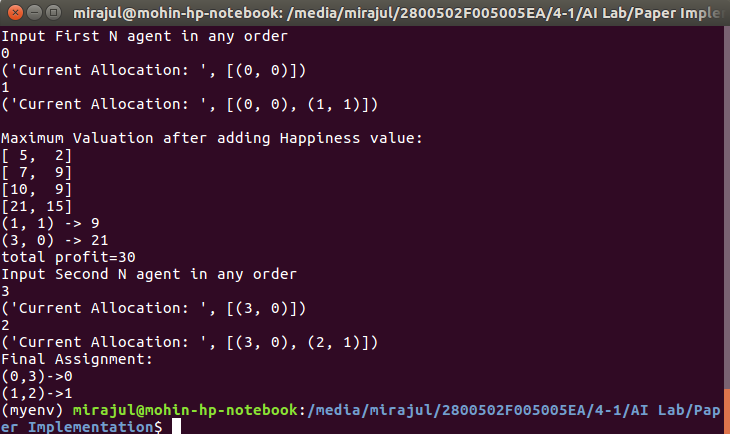 mirajul@mohin-hp-notebook: /media/mirajul/2800502F005005EA/4-1/AI Lab/Paper Imple
Input First N agent in any order
0
('Current Allocation: ', [(0, 0)])
1
('Current Allocation: ', [(0, 0), (1, 1)])
Maximum Valuation after adding Happiness value:
[ 5,  2]
[ 7,  9]
[10,  9]
[21, 15]
(1, 1) -> 9
(3, 0) -> 21
total profit=30
Input Second N agent in any order
3
('Current Allocation: ', [(3, 0)])
2
('Current Allocation: ', [(3, 0), (2, 1)])
Final Assignment:
(0,3)->0
(1,2)->1
(myenv) mirajul@mohin-hp-notebook:/media/mirajul/2800502F005005EA/4-1/AI Lab/Pap
er Implementation$